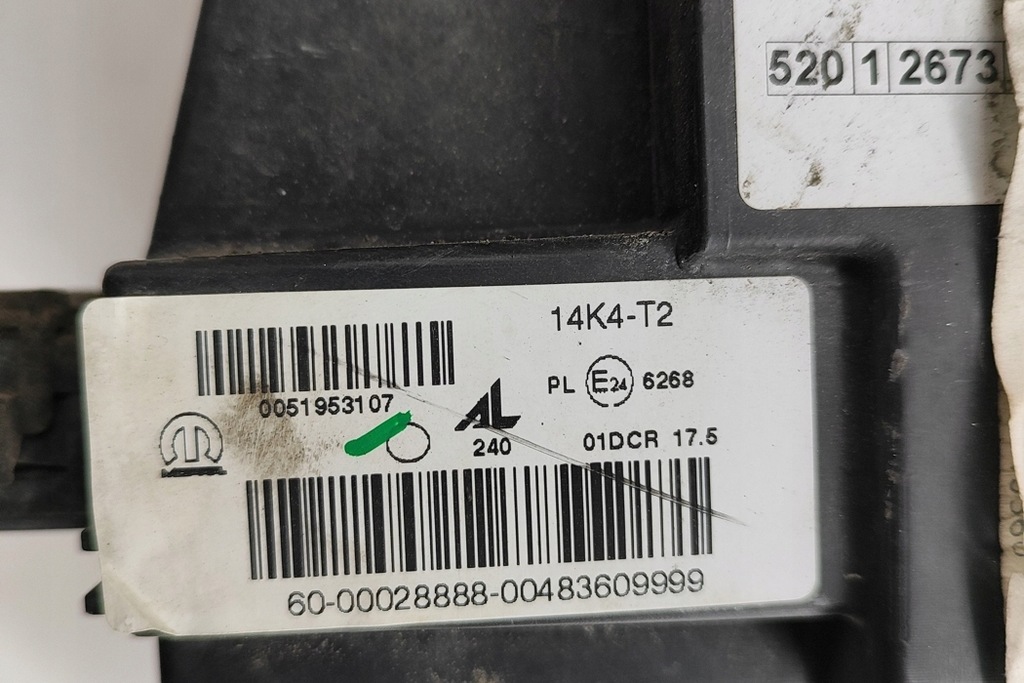 520 1 2673
14K4-T2
0051953107
PL E24 6268
AL
240
01DCR 17.5
60-00028888-00483609999